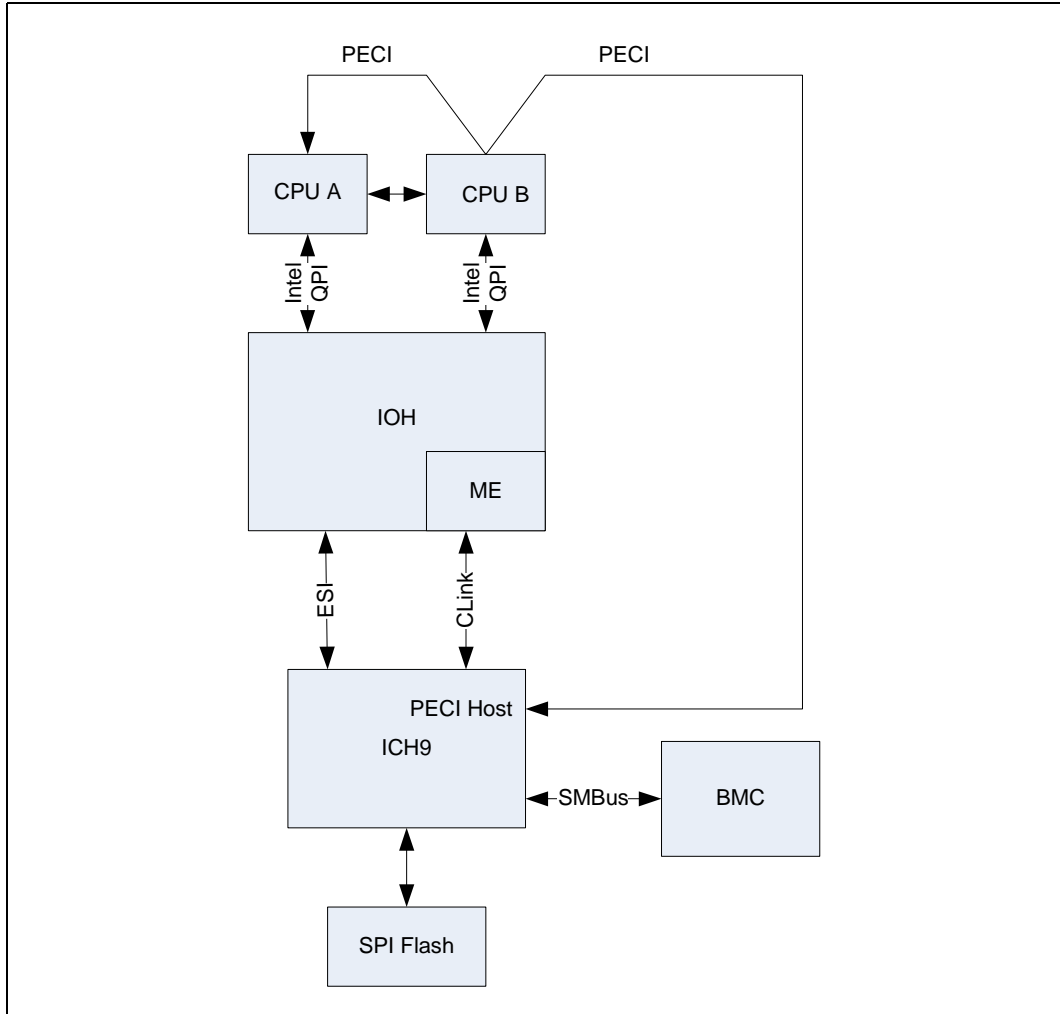 PECI
PECI
CPU A
CPU B
Intel
QPI
Intel
QPI
IOH
ME
ESI
CLink
PECI Host
ICH9
SMBus
BMC
SPI Flash